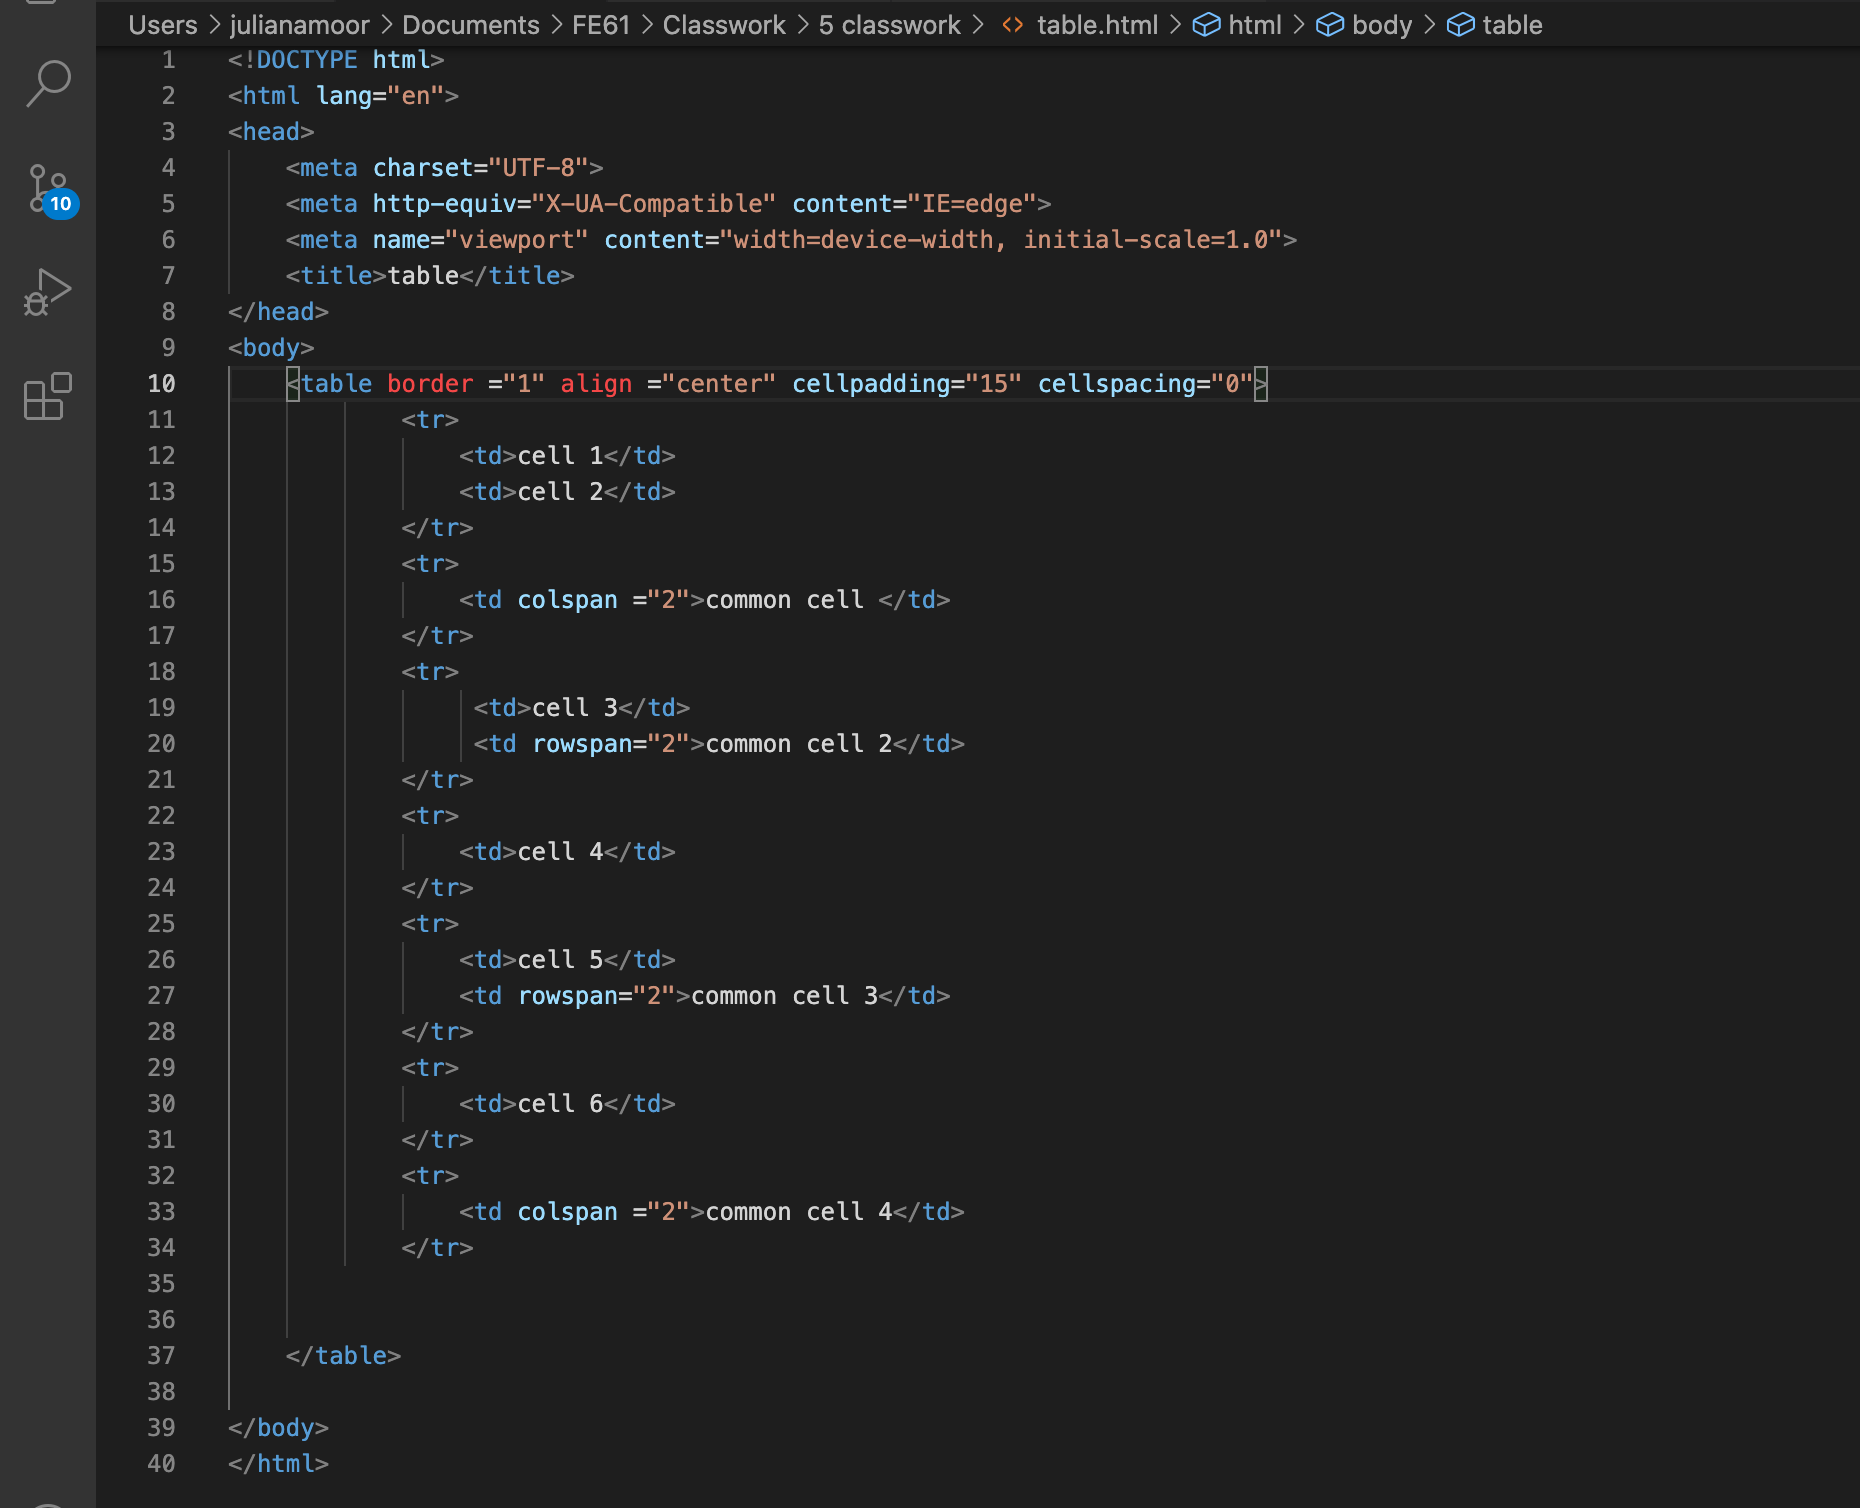 Users > julianamoor > Documents > FE61 > Classwork > 5 classwork > <> table.html > html > body > table
1 <!DOCTYPE html>
2 <html lang="en">
3 <head>
4     <meta charset="UTF-8">
5     <meta http-equiv="X-UA-Compatible" content="IE=edge">
6     <meta name="viewport" content="width=device-width, initial-scale=1.0">
7     <title>table</title>
8 </head>
9 <body>
10     <table border ="1" align ="center" cellpadding="15" cellspacing="0">
11             <tr>
12                 <td>cell 1</td>
13                 <td>cell 2</td>
14             </tr>
15             <tr>
16                 <td colspan ="2">common cell </td>
17             </tr>
18             <tr>
19                  <td>cell 3</td>
20                  <td rowspan="2">common cell 2</td>
21             </tr>
22             <tr>
23                 <td>cell 4</td>
24             </tr>
25             <tr>
26                 <td>cell 5</td>
27                 <td rowspan="2">common cell 3</td>
28             </tr>
29             <tr>
30                 <td>cell 6</td>
31             </tr>
32             <tr>
33                 <td colspan ="2">common cell 4</td>
34             </tr>
35
36
37     </table>
38
39 </body>
40 </html>
10